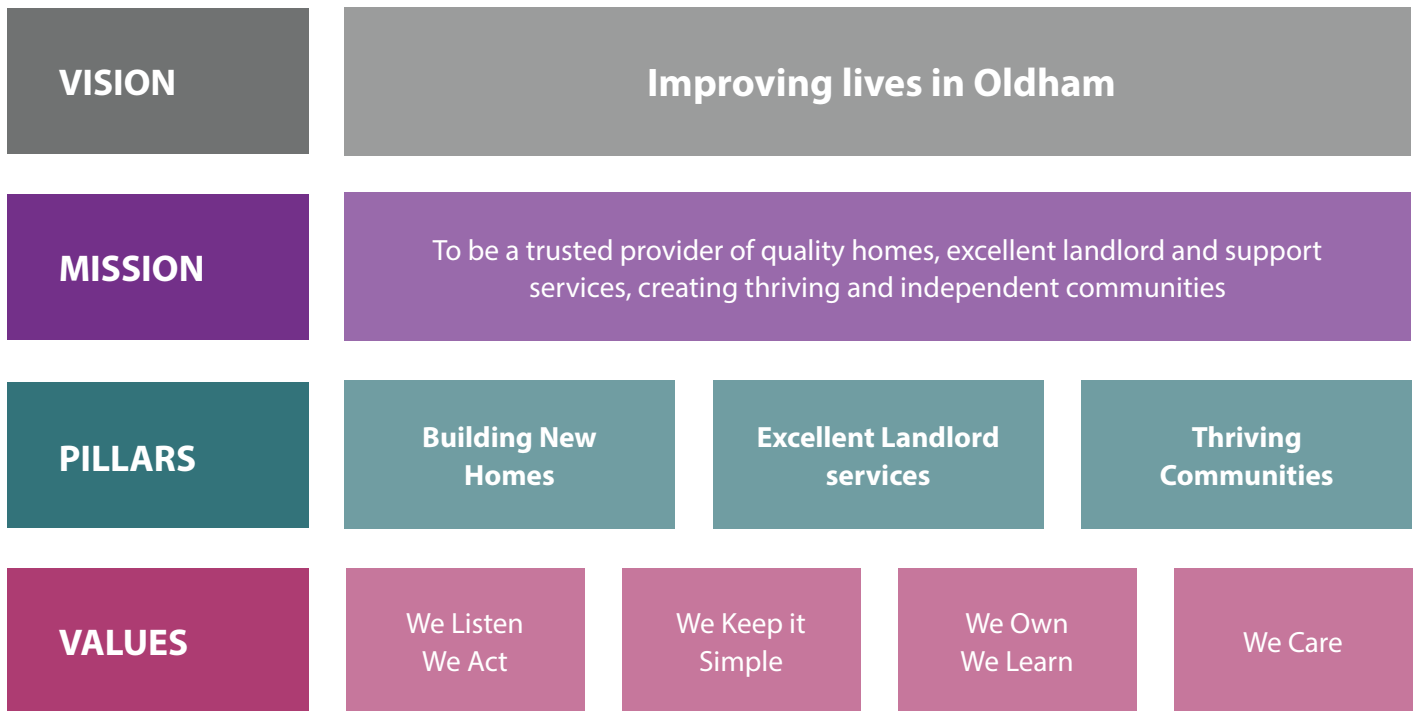 VISION
Improving lives in Oldham
MISSION
To be a trusted provider of quality homes, excellent landlord and support
services, creating thriving and independent communities
PILLARS
Building New
Homes
Excellent Landlord
services
Thriving
Communities
VALUES
We Listen
We Act
We Keep it
Simple
We Own
We Learn
We Care